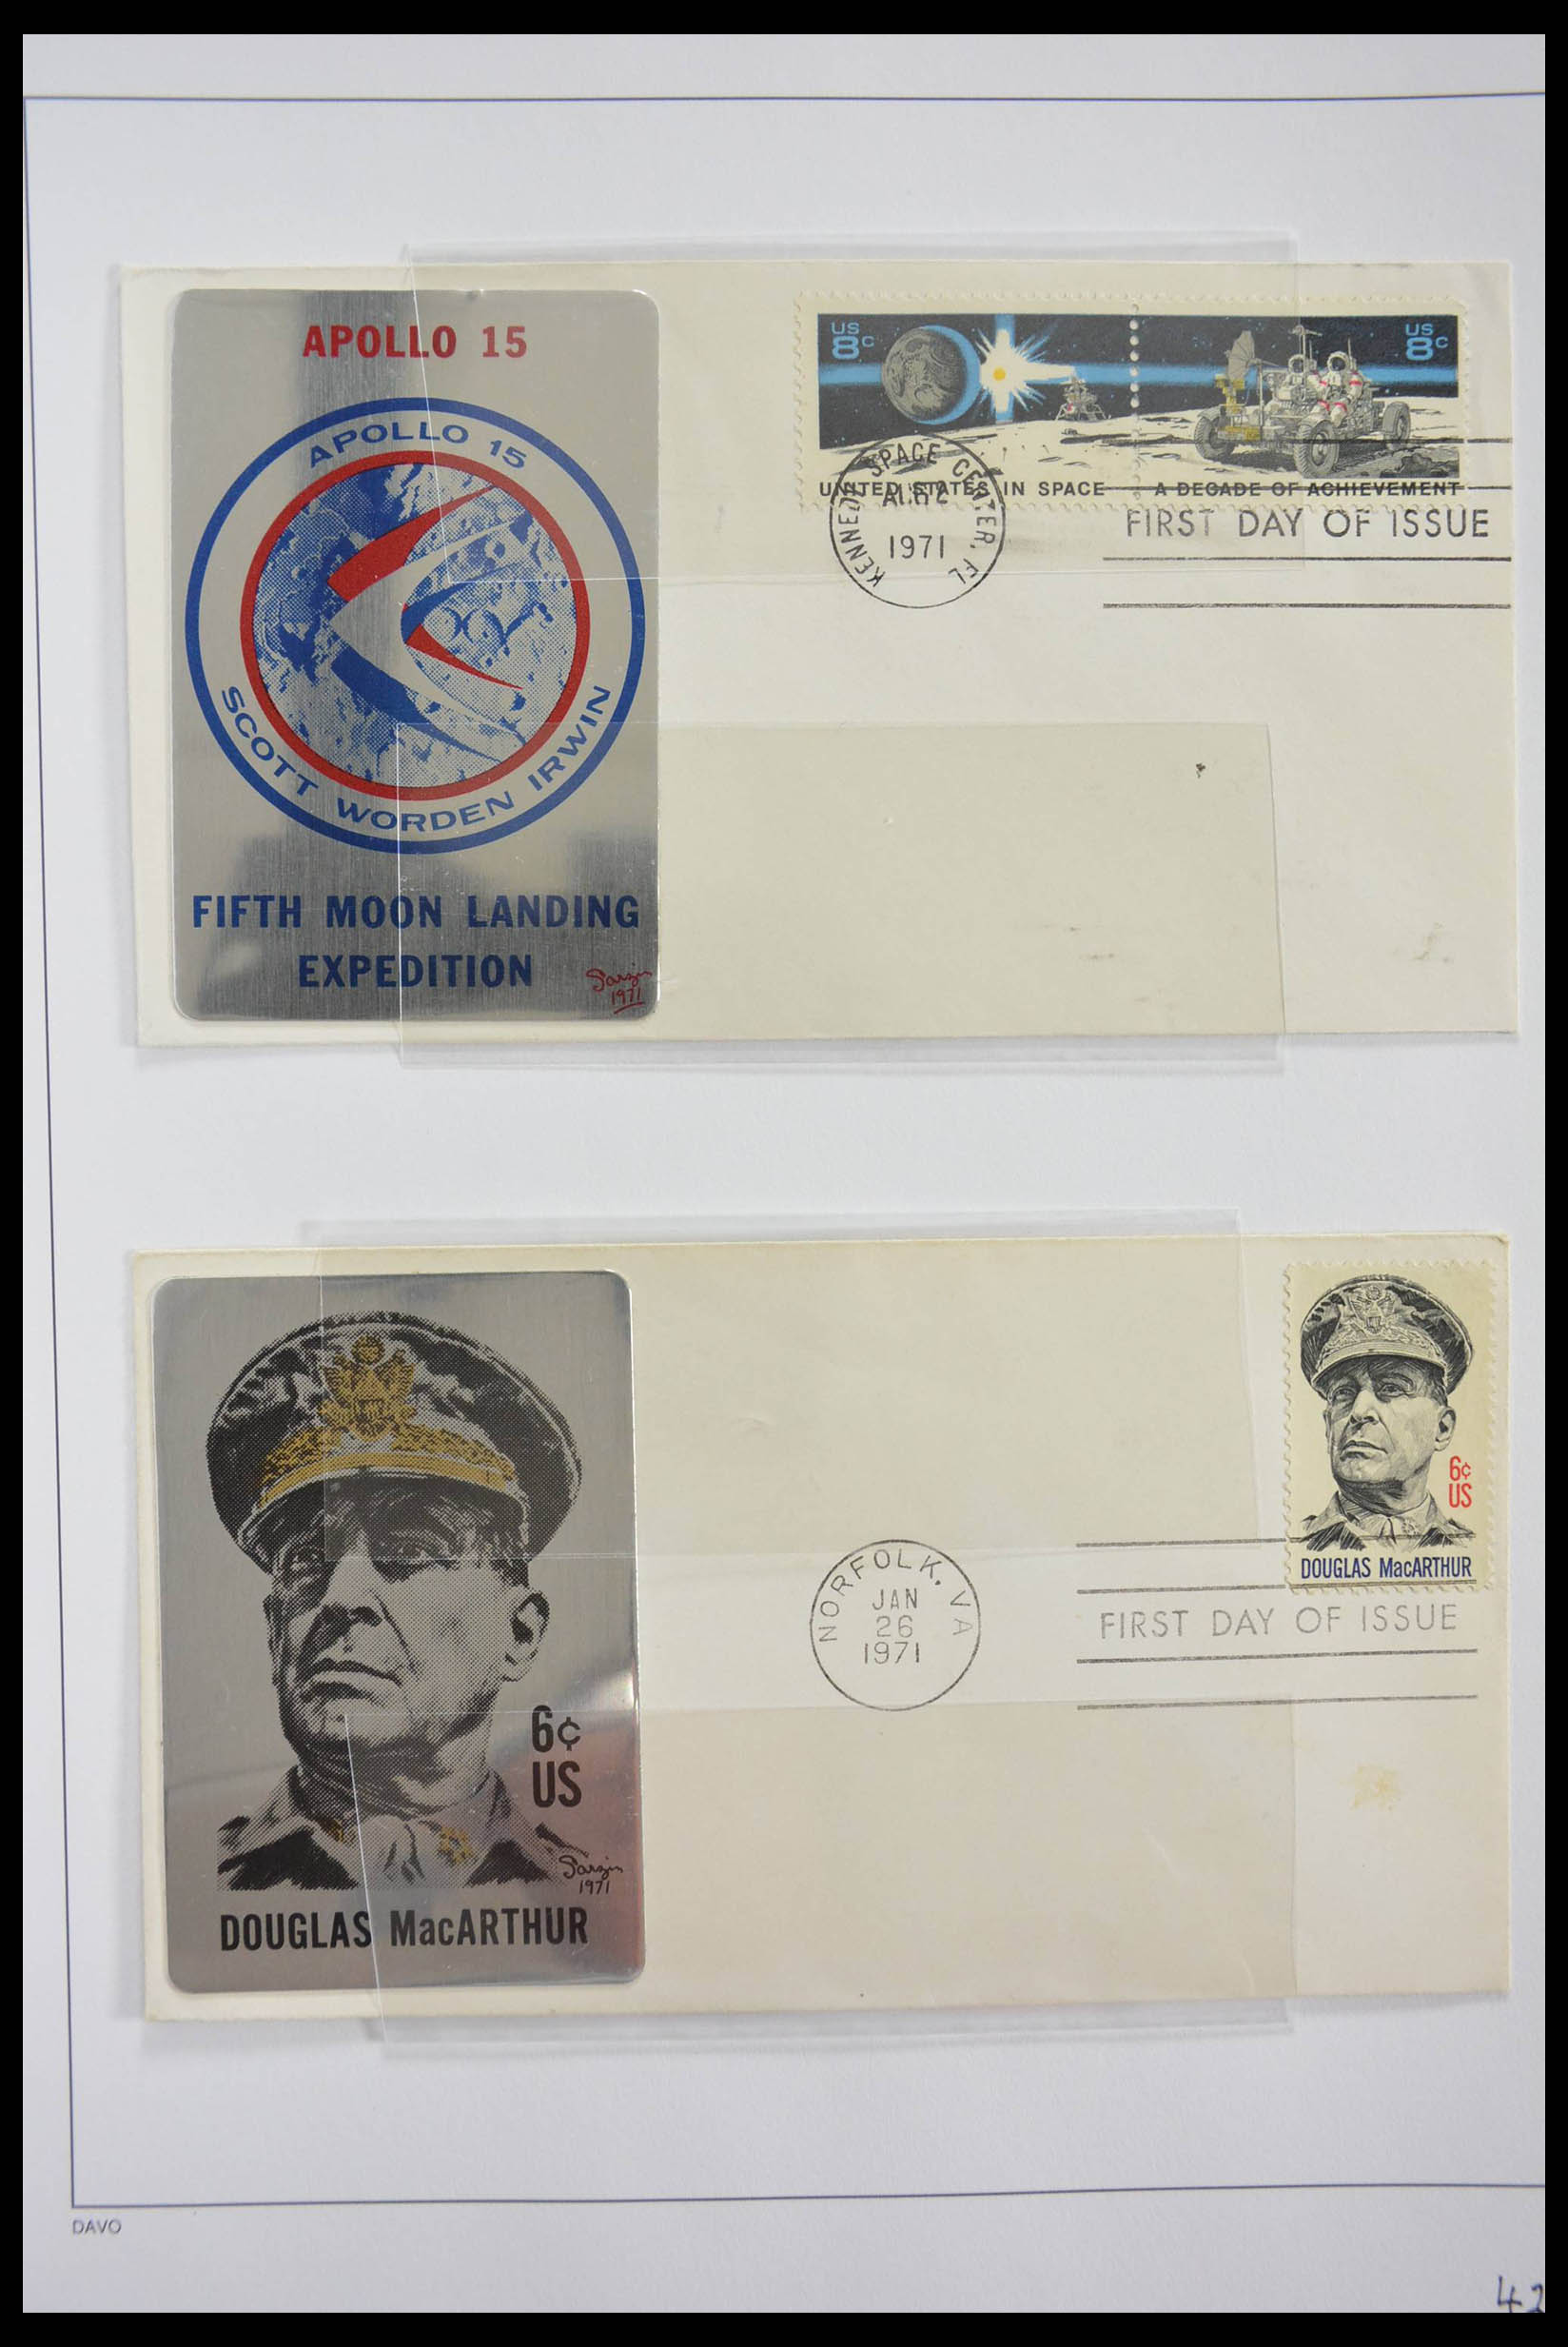 APOLLO 15
APOLLO 15
SCOTT WORDEN IRWIN
FIFTH MOON LANDING
EXPEDITION
Sarzin
1971
US
8c
US
8c
UNITED STATES IN SPACE
A DECADE OF ACHIEVEMENT
KENNEDY SPACE CENTER, FL
1971
FIRST DAY OF ISSUE
6¢
US
Sarzin
1971
DOUGLAS MacARTHUR
6¢
US
DOUGLAS MacARTHUR
NORFOLK, VA
JAN
26
1971
FIRST DAY OF ISSUE
DAVO
42